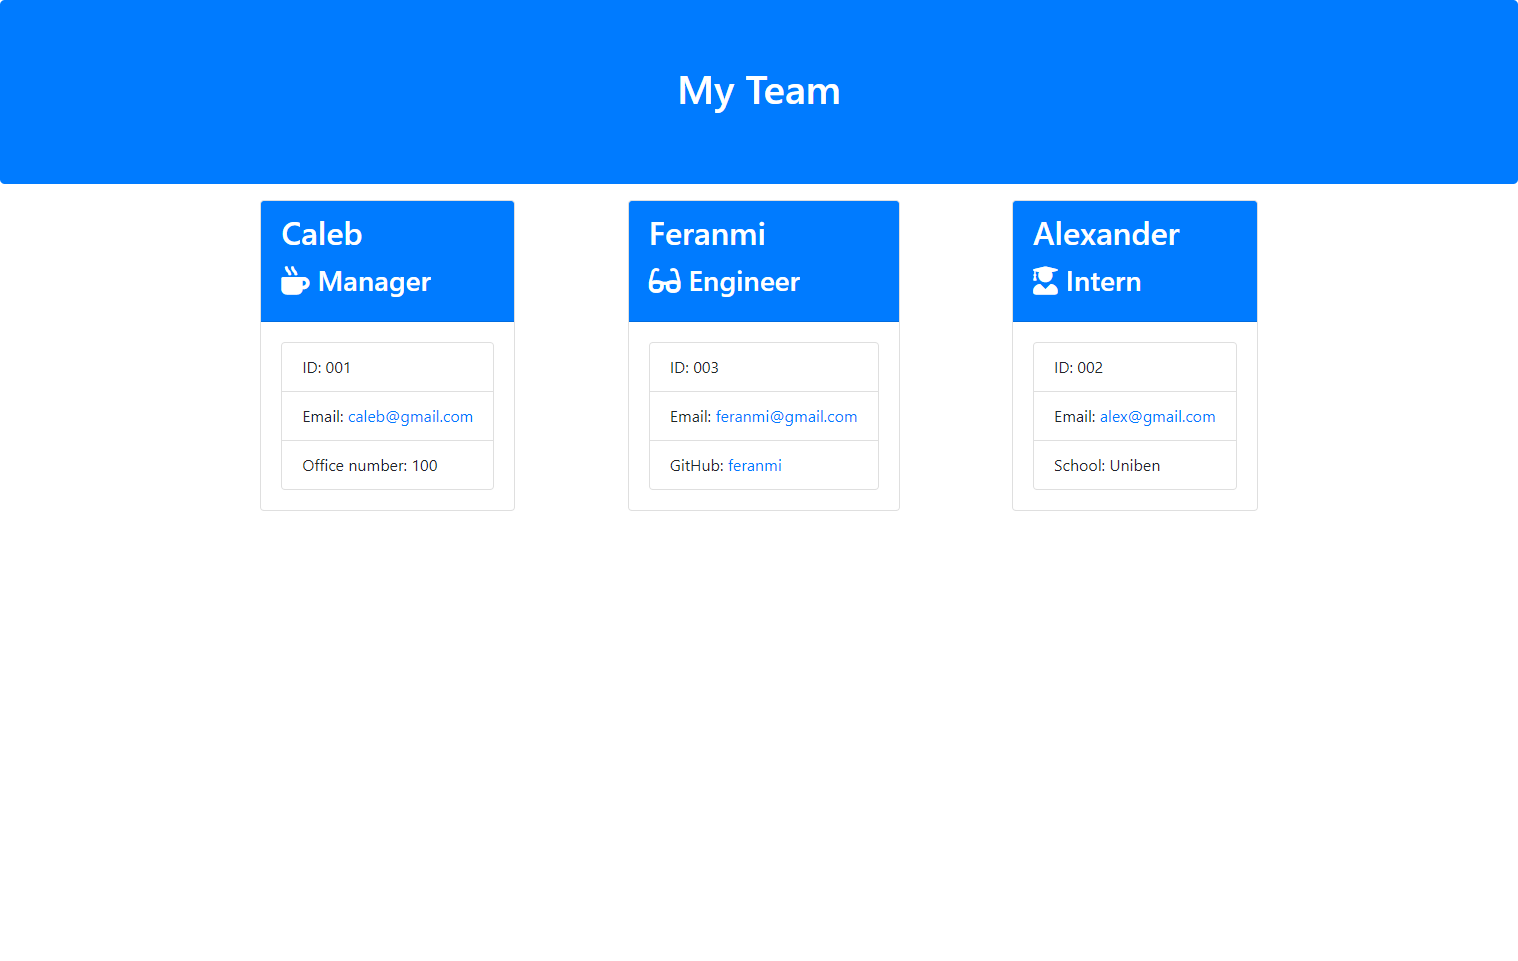 My Team
Caleb
Manager
ID: 001
Email: caleb@gmail.com
Office number: 100
Feranmi
Engineer
ID: 003
Email: feranmi@gmail.com
GitHub: feranmi
Alexander
Intern
ID: 002
Email: alex@gmail.com
School: Uniben